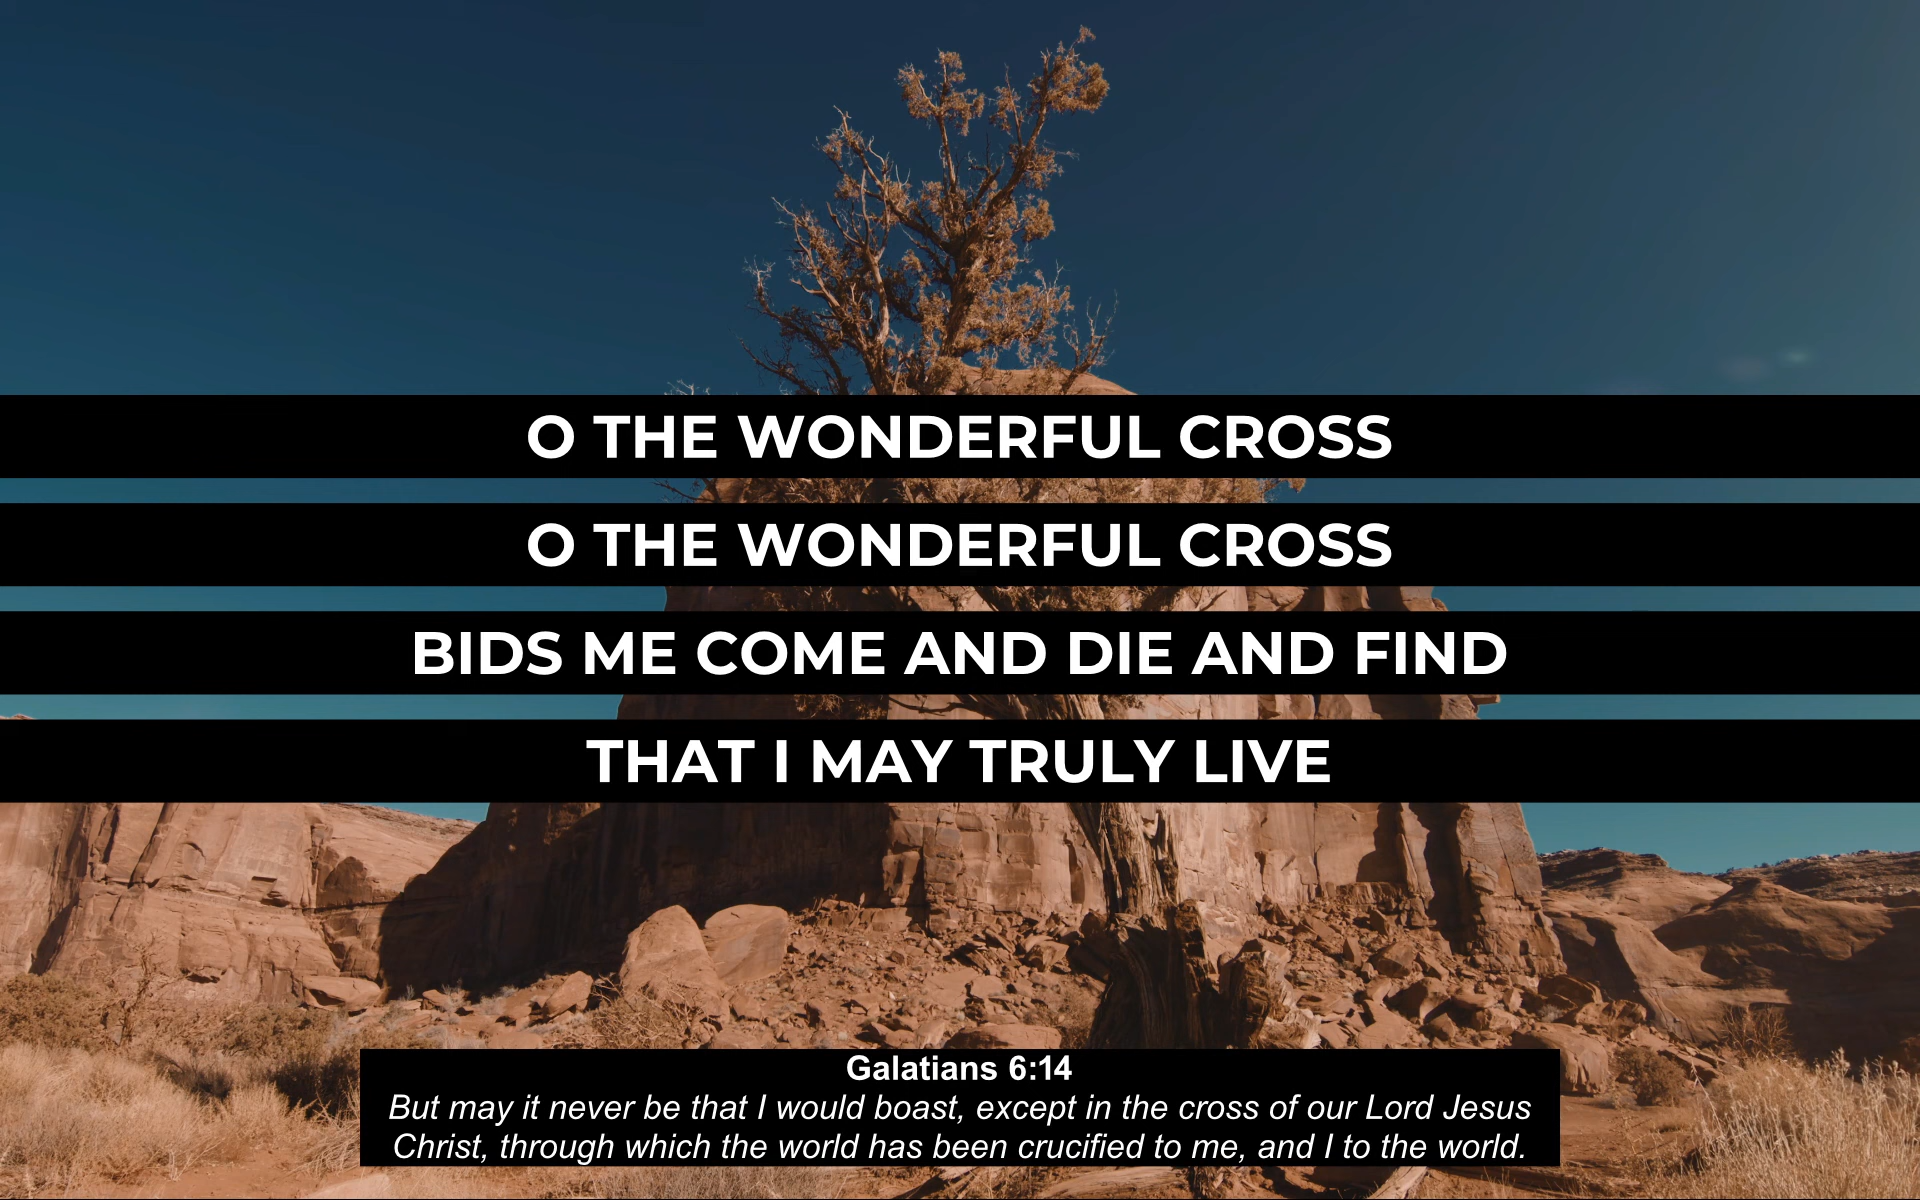 O THE WONDERFUL CROSS
O THE WONDERFUL CROSS
BIDS ME COME AND DIE AND FIND
THAT I MAY TRULY LIVE
Galatians 6:14
But may it never be that I would boast, except in the cross of our Lord Jesus
Christ, through which the world has been crucified to me, and I to the world.